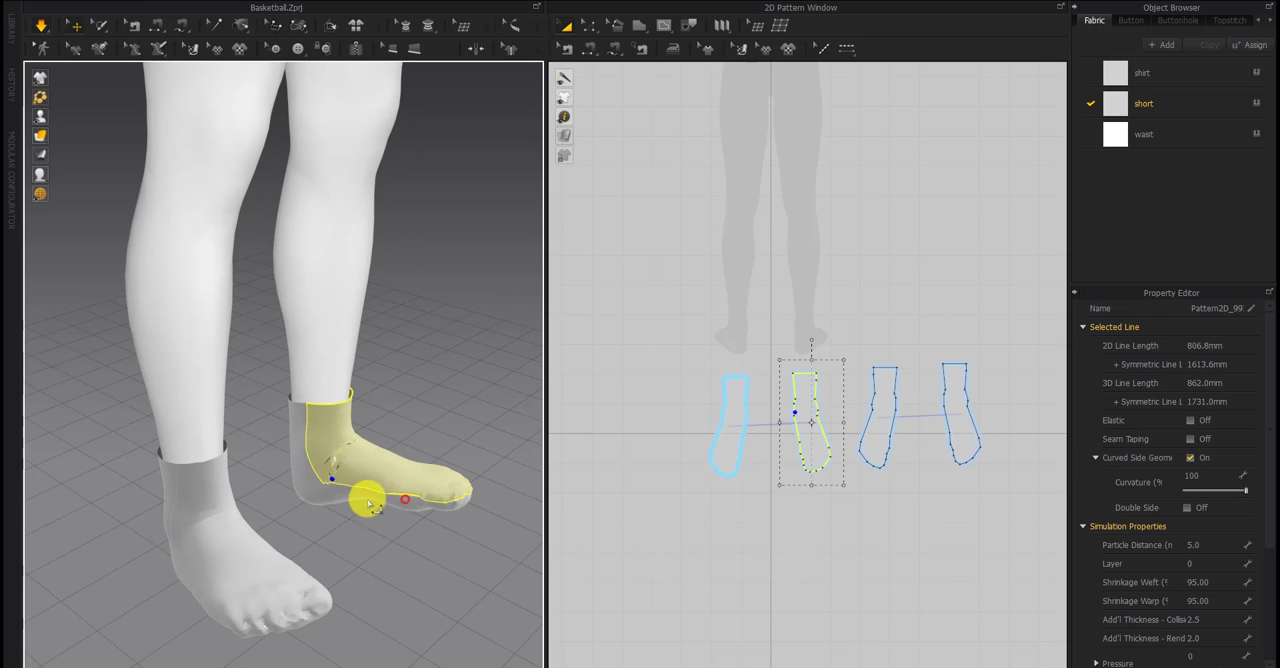 Basketball.Zprj
2D Pattern Window
Object Browser
LIBRARY
HISTORY
MODULAR CONFIGURATOR
Fabric
Button
Buttonhole
Topstitch
+ Add
Copy
Assign
shirt
short
waist
Property Editor
Name
Pattern2D_99
Selected Line
2D Line Length
806.8mm
+ Symmetric Line L
1613.6mm
3D Line Length
862.0mm
+ Symmetric Line L
1731.0mm
Elastic
Off
Seam Taping
Off
Curved Side Geome
On
Curvature (%
100
Double Side
Off
Simulation Properties
Particle Distance (n
5.0
Layer
0
Shrinkage Weft (%
95.00
Shrinkage Warp (%
95.00
Add'l Thickness - Collis
2.5
Add'l Thickness - Rend
2.0
Pressure
0